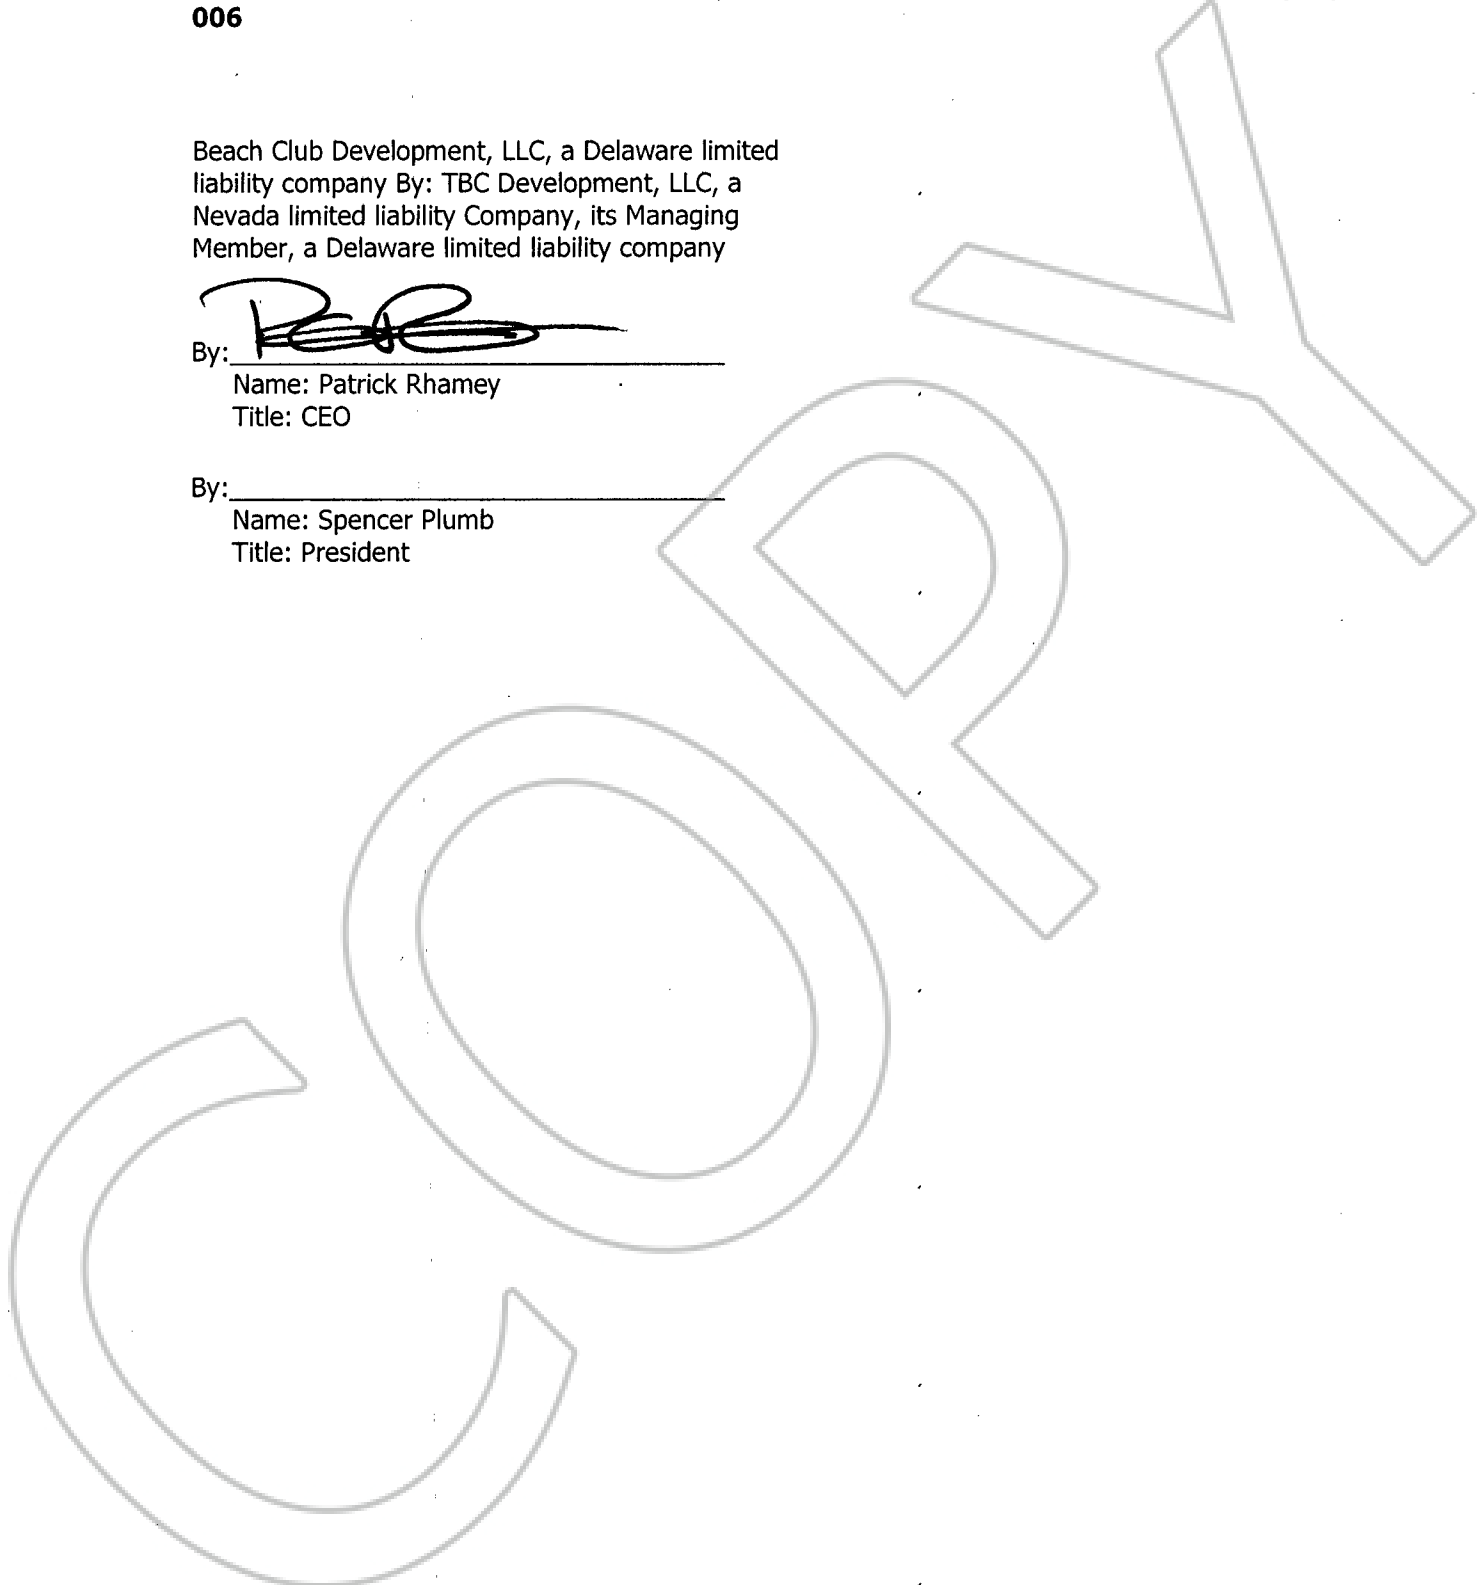 006
Beach Club Development, LLC, a Delaware limited
liability company By: TBC Development, LLC, a
Nevada limited liability Company, its Managing
Member, a Delaware limited liability company
By:
Name: Patrick Rhamey
Title: CEO
By:
Name: Spencer Plumb
Title: President
COPY